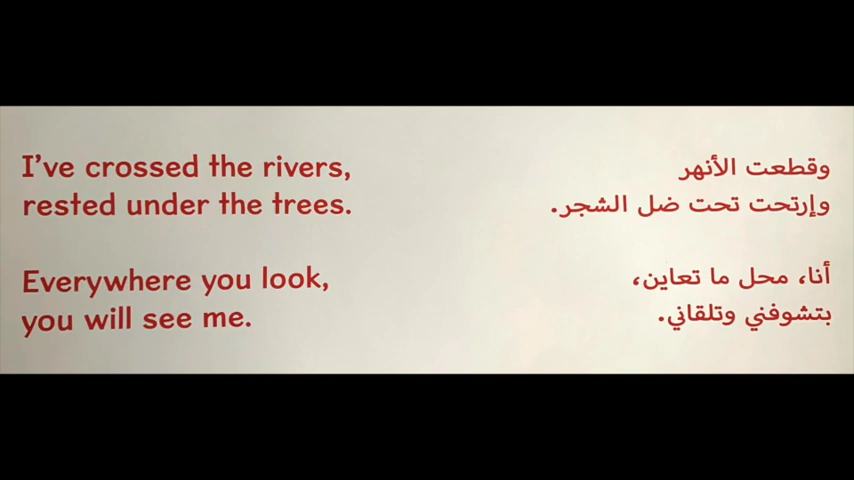 I've crossed the rivers,
rested under the trees.
Everywhere you look,
you will see me.
وقطعت الأنهر
وإرتحت تحت ضل الشجر.
أنا، محل ما تعاين،
بتشوفني وتلقاني.